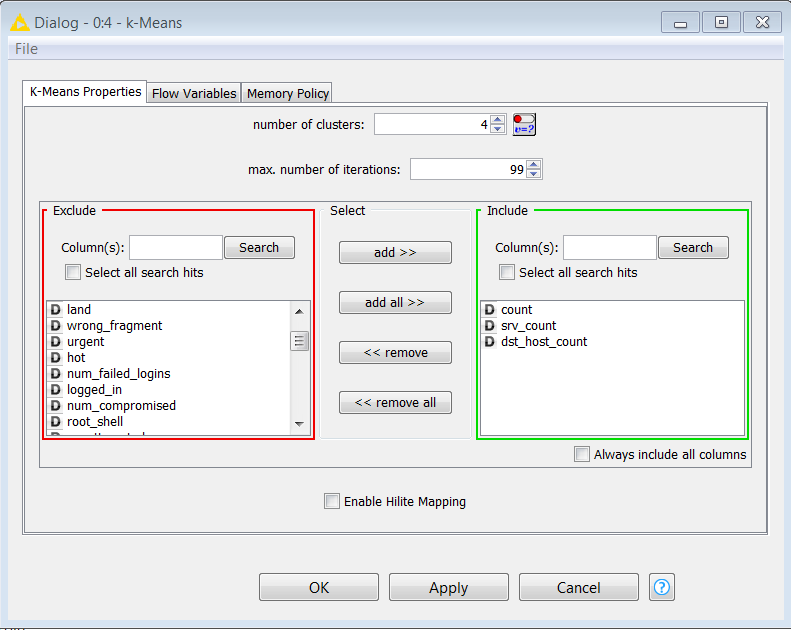 Dialog - 0:4 - k-Means
File
K-Means Properties Flow Variables Memory Policy
number of clusters: 4 v=?
max. number of iterations: 99
Exclude Select Include
Column(s): Search add >> Column(s): Search
Select all search hits Select all search hits
add all >>
D land D count
D wrong_fragment D srv_count
D urgent << remove D dst_host_count
D hot
D num_failed_logins
D logged_in
D num_compromised << remove all
D root_shell
Always include all columns
Enable Hilite Mapping
OK Apply Cancel ?